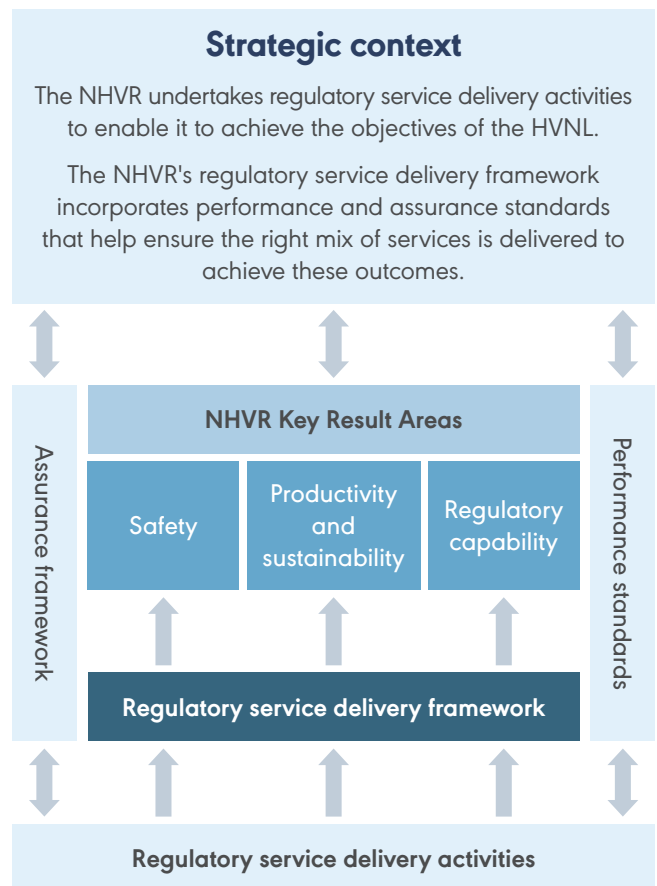 Strategic context
The NHVR undertakes regulatory service delivery activities
to enable it to achieve the objectives of the HVNL.
The NHVR's regulatory service delivery framework
incorporates performance and assurance standards
that help ensure the right mix of services is delivered to
achieve these outcomes.
Assurance framework
NHVR Key Result Areas
Safety
Productivity
and
sustainability
Regulatory
capability
Performance standards
Regulatory service delivery framework
Regulatory service delivery activities